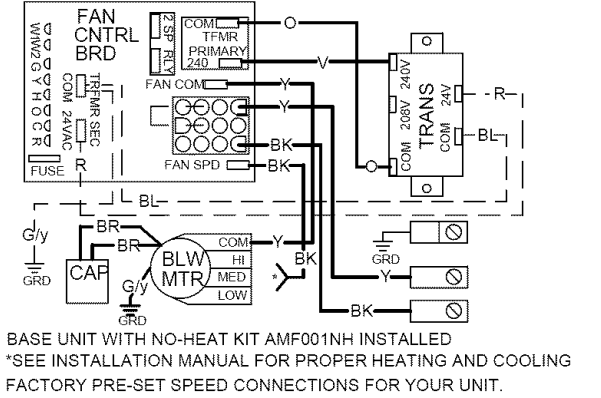 FAN
CNTRL
BRD
2 SP
RLY
COM
TFMR
PRIMARY
240
O
V
W1
W2
G
Y
H
O
C
R
TRFMR SEC
COM 24VAC
FAN COM
Y
Y
BK
FAN SPD
BK
FUSE
R
TRANS
240V
208V
COM
24V
COM
R
BL
O
BL
G/y
GRD
BR
BR
CAP
G/y
GRD
BLW
MTR
COM
HI
MED
LOW
Y
BK
*
GRD
Y
BK
BASE UNIT WITH NO-HEAT KIT AMF001NH INSTALLED
*SEE INSTALLATION MANUAL FOR PROPER HEATING AND COOLING
FACTORY PRE-SET SPEED CONNECTIONS FOR YOUR UNIT.